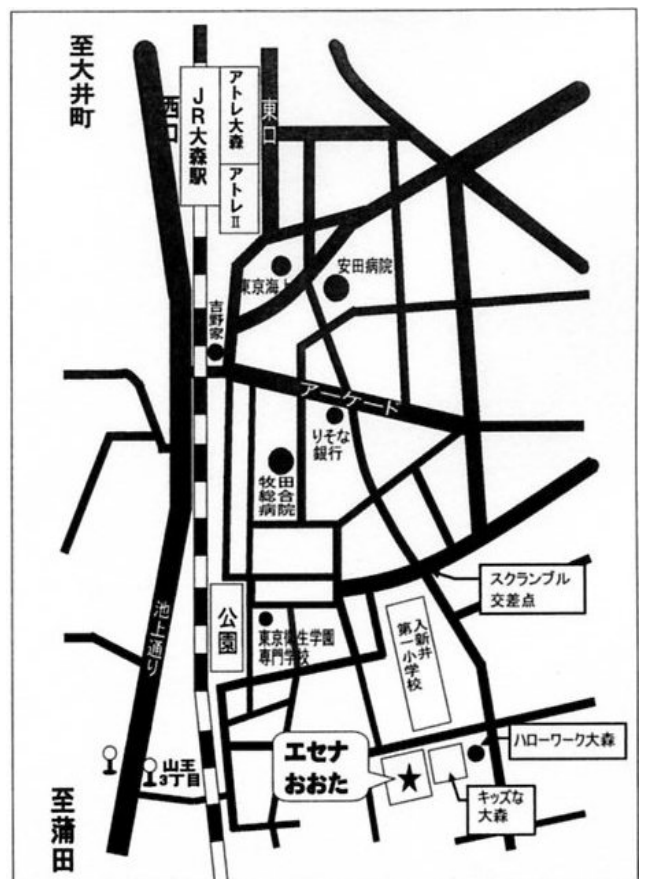 至大井町
西口
JR大森駅
アトレ大森
アトレⅡ
東口
東京海上
安田病院
吉野家
アーケード
りそな
銀行
牧田
総合
病院
スクランブル
交差点
公園
池上通り
東京衛生学園
専門学校
入新井
第一小学校
ハローワーク大森
エセナ
おおた
キッズな
大森
山王
3丁目
至蒲田